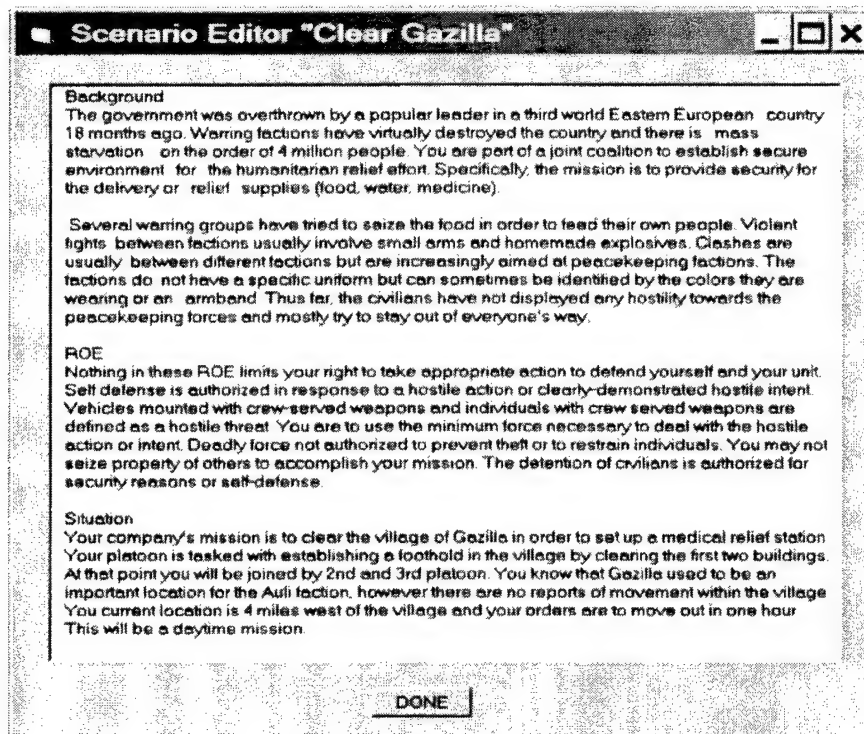 Scenario Editor "Clear Gazilla"
Background
The government was overthrown by a popular leader in a third world Eastern European country
18 months ago. Warring factions have virtually destroyed the country and there is mass
starvation on the order of 4 million people. You are part of a joint coalition to establish secure
environment for the humanitarian relief effort. Specifically, the mission is to provide security for
the delivery or relief supplies (food, water, medicine).
Several warring groups have tried to seize the food in order to feed their own people. Violent
fights between factions usually involve small arms and homemade explosives. Clashes are
usually between different factions but are increasingly aimed at peacekeeping factions. The
factions do not have a specific uniform but can sometimes be identified by the colors they are
wearing or an armband. Thus far, the civilians have not displayed any hostility towards the
peacekeeping forces and mostly try to stay out of everyone's way.
ROE
Nothing in these ROE limits your right to take appropriate action to defend yourself and your unit.
Self defense is authorized in response to a hostile action or clearly-demonstrated hostile intent.
Vehicles mounted with crew-served weapons and individuals with crew served weapons are
defined as a hostile threat. You are to use the minimum force necessary to deal with the hostile
action or intent. Deadly force not authorized to prevent theft or to restrain individuals. You may not
seize property of others to accomplish your mission. The detention of civilians is authorized for
security reasons or self-defense.
Situation
Your company's mission is to clear the village of Gazilla in order to set up a medical relief station
Your platoon is tasked with establishing a foothold in the village by clearing the first two buildings.
At that point you will be joined by 2nd and 3rd platoon. You know that Gazilla used to be an
important location for the Auli faction, however there are no reports of movement within the village
You current location is 4 miles west of the village and your orders are to move out in one hour
This will be a daytime mission.
DONE